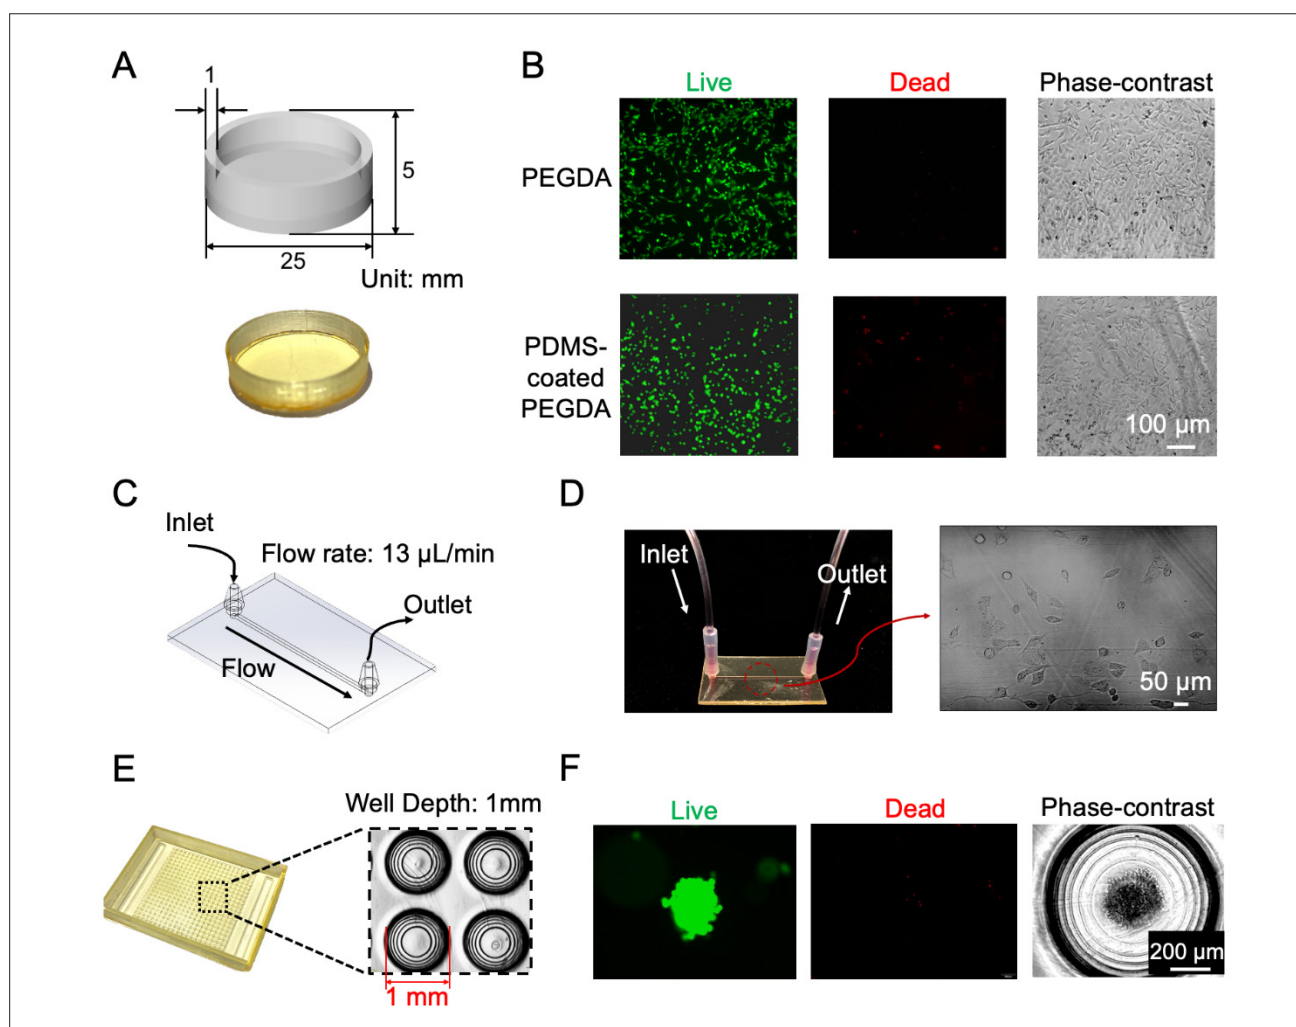 A
1
5
25
Unit: mm
B
Live
Dead
Phase-contrast
PEGDA
PDMS-
coated
PEGDA
100 µm
C
Inlet
Flow rate: 13 µL/min
Outlet
Flow
D
Inlet
Outlet
50 µm
E
Well Depth: 1mm
1 mm
F
Live
Dead
Phase-contrast
200 µm